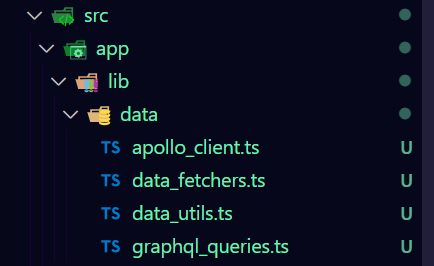 src
app
lib
data
TS apollo_client.ts U
TS data_fetchers.ts U
TS data_utils.ts U
TS graphql_queries.ts U